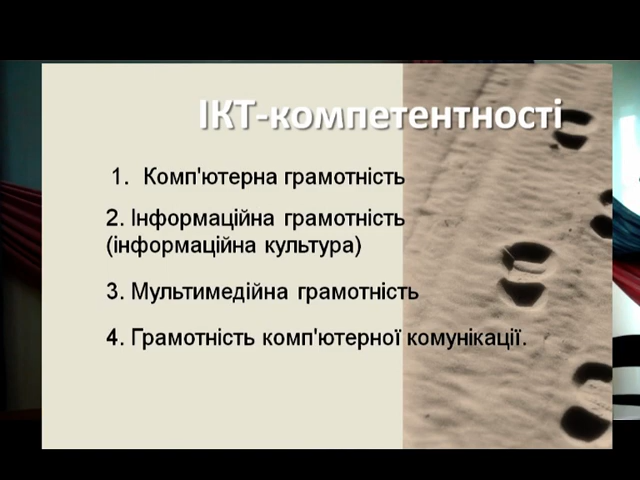 ІКТ-компетентності
1. Комп'ютерна грамотність
2. Інформаційна грамотність
(інформаційна культура)
3. Мультимедійна грамотність
4. Грамотність комп'ютерної комунікації.